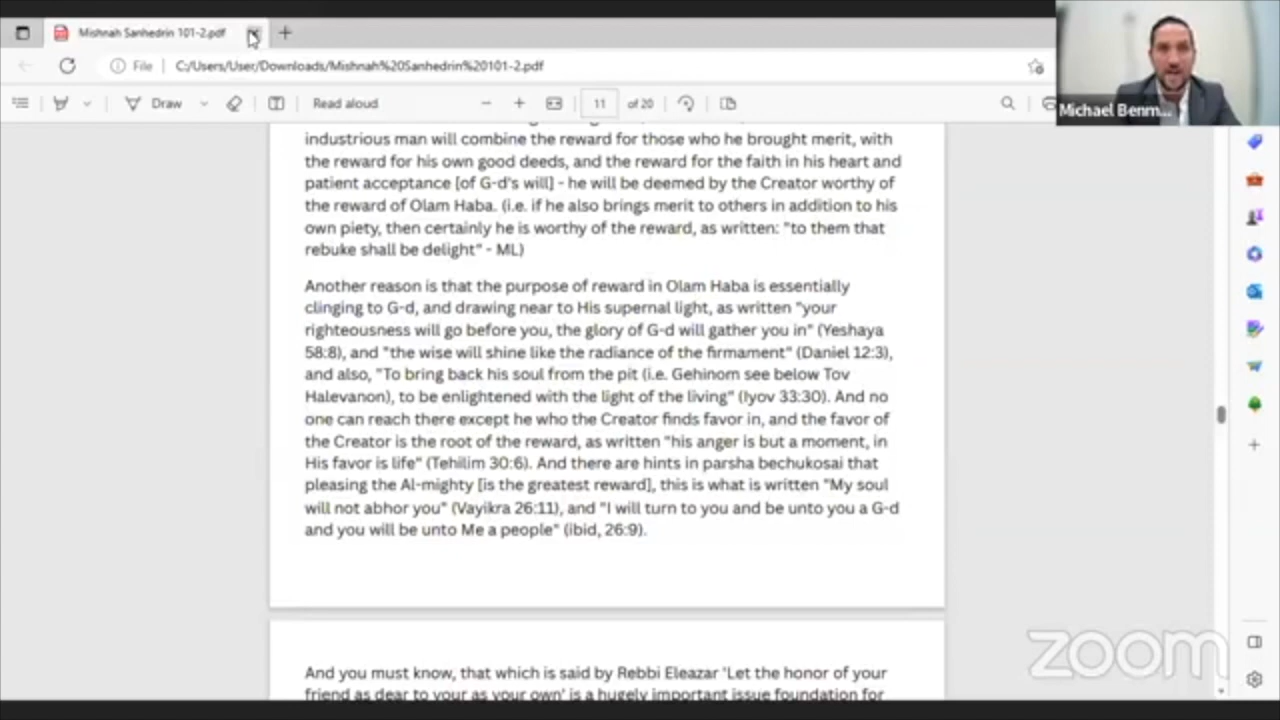 Mishnah Sanhedrin 101-2.pdf
File
C:/Users/User/Downloads/Mishnah%20Sanhedrin%20101-2.pdf
Draw
Read aloud
11 of 20
Michael Benm...
industrious man will combine the reward for those who he brought merit, with
the reward for his own good deeds, and the reward for the faith in his heart and
patient acceptance [of G-d's will] - he will be deemed by the Creator worthy of
the reward of Olam Haba. (i.e. if he also brings merit to others in addition to his
own piety, then certainly he is worthy of the reward, as written: "to them that
rebuke shall be delight" - ML)
Another reason is that the purpose of reward in Olam Haba is essentially
clinging to G-d, and drawing near to His supernal light, as written "your
righteousness will go before you, the glory of G-d will gather you in" (Yeshaya
58:8), and "the wise will shine like the radiance of the firmament" (Daniel 12:3),
and also, "To bring back his soul from the pit (i.e. Gehinom see below Tov
Halevanon), to be enlightened with the light of the living" (Iyov 33:30). And no
one can reach there except he who the Creator finds favor in, and the favor of
the Creator is the root of the reward, as written "his anger is but a moment, in
His favor is life" (Tehilim 30:6). And there are hints in parsha bechukosai that
pleasing the Al-mighty [is the greatest reward], this is what is written "My soul
will not abhor you" (Vayikra 26:11), and "I will turn to you and be unto you a G-d
and you will be unto Me a people" (ibid, 26:9).
And you must know, that which is said by Rebbi Eleazar 'Let the honor of your
friend as dear to your as your own' is a hugely important issue foundation for
zoom